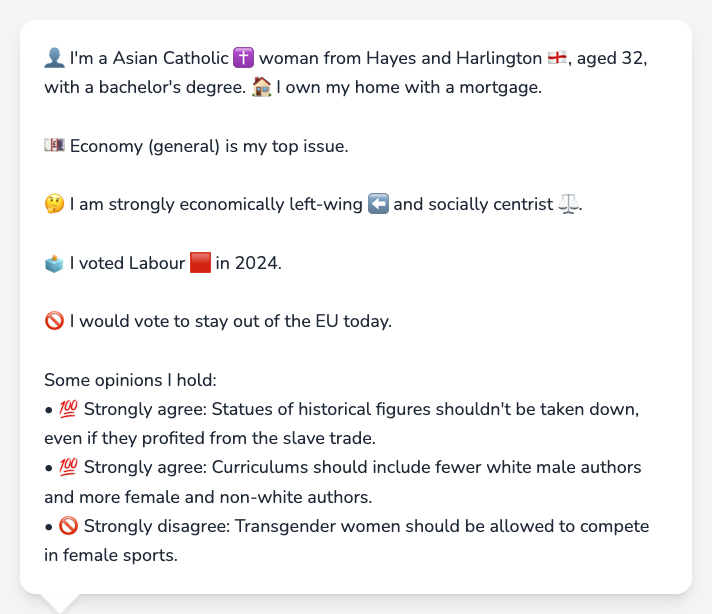 👤 I'm a Asian Catholic ✝️ woman from Hayes and Harlington 🏴󠁧󠁢󠁥󠁮󠁧󠁿, aged 32,
with a bachelor's degree. 🏠 I own my home with a mortgage.
💷 Economy (general) is my top issue.
🤔 I am strongly economically left-wing ⬅️ and socially centrist ⚖️.
🗳️ I voted Labour 🟥 in 2024.
🚫 I would vote to stay out of the EU today.
Some opinions I hold:
• 💯 Strongly agree: Statues of historical figures shouldn't be taken down,
even if they profited from the slave trade.
• 💯 Strongly agree: Curriculums should include fewer white male authors
and more female and non-white authors.
• 🚫 Strongly disagree: Transgender women should be allowed to compete
in female sports.